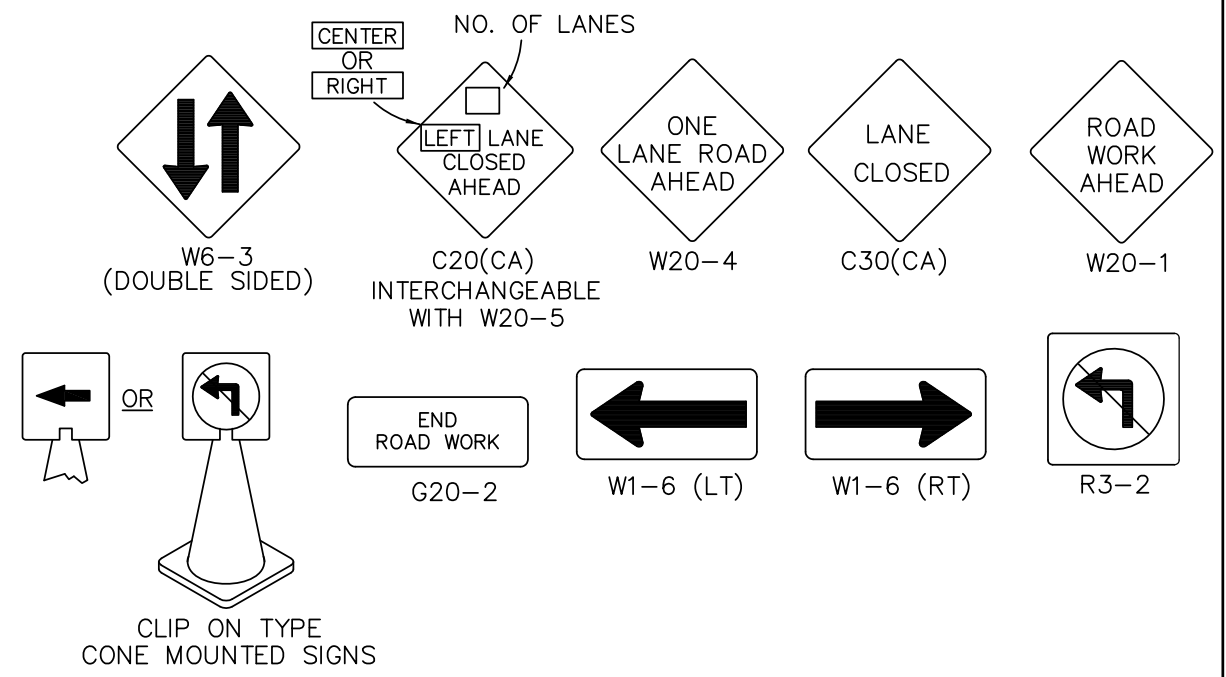 CENTER
OR
RIGHT
NO. OF LANES
LEFT LANE
CLOSED
AHEAD
ONE
LANE ROAD
AHEAD
LANE
CLOSED
ROAD
WORK
AHEAD
W6-3
(DOUBLE SIDED)
C20(CA)
INTERCHANGEABLE
WITH W20-5
W20-4
C30(CA)
W20-1
OR
END
ROAD WORK
G20-2
W1-6 (LT)
W1-6 (RT)
R3-2
CLIP ON TYPE
CONE MOUNTED SIGNS